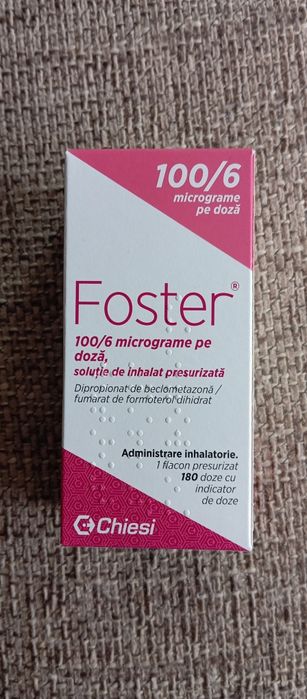 100/6
micrograme
pe doză
Foster®
100/6 micrograme pe
doză,
soluție de inhalat presurizată
Dipropionat de beclometazonă /
fumarat de formoterol dihidrat
Administrare inhalatorie.
1 flacon presurizat
180 doze cu
indicator
de doze
Chiesi